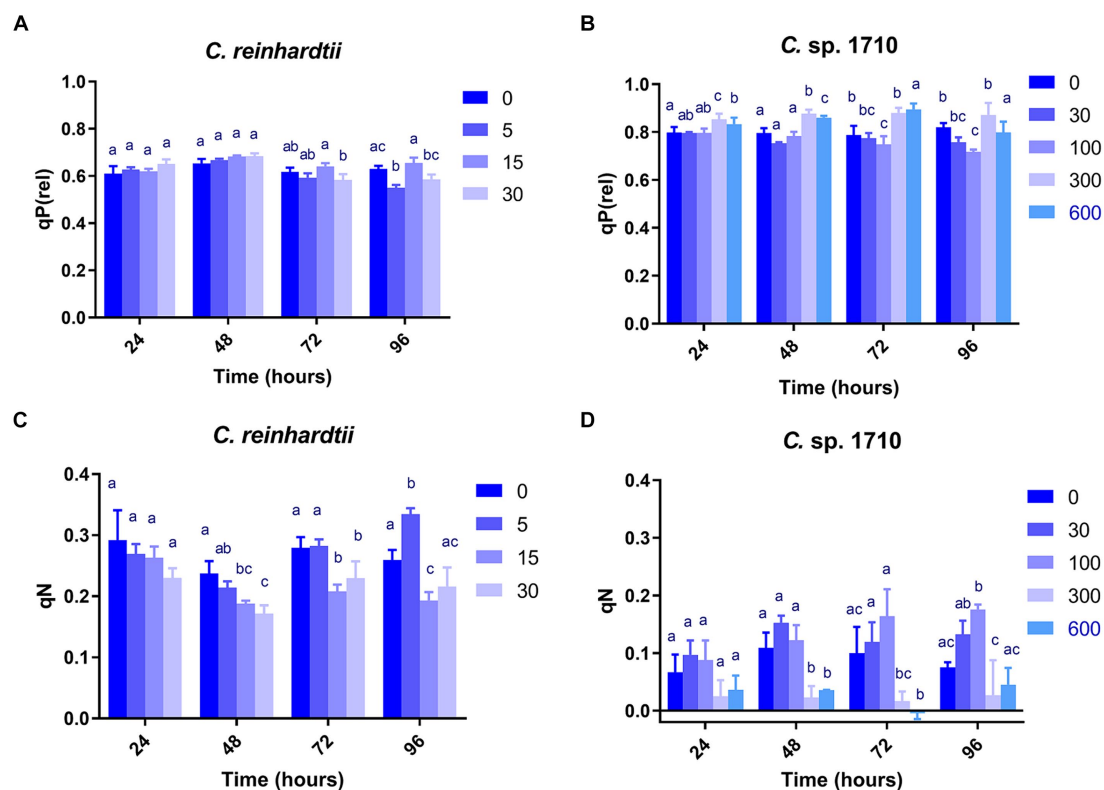 A
C. reinhardtii
qP(rel)
1.0
0.8
0.6
0.4
0.2
0.0
a a a a
a a a a
ab ab a b
ac b a bc
24 48 72 96
Time (hours)
0
5
15
30
B
C. sp. 1710
qP(rel)
1.0
0.8
0.6
0.4
0.2
0.0
a ab ab c b
a a a b c
b bc c b a
b bc c b a
24 48 72 96
Time (hours)
0
30
100
300
600
C
C. reinhardtii
qN
0.4
0.3
0.2
0.1
0.0
a a a a
a ab bc c
a a b b
a b c ac
24 48 72 96
Time (hours)
0
5
15
30
D
C. sp. 1710
qN
0.4
0.3
0.2
0.1
0.0
a a a a a
a a a b b
ac a a bc b
ac ab b c ac
24 48 72 96
Time (hours)
0
30
100
300
600